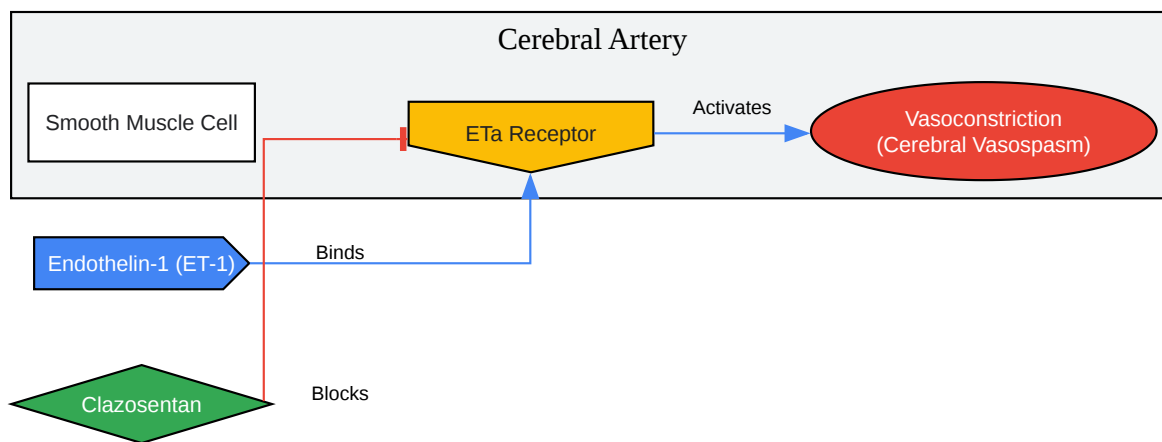 Cerebral Artery
Smooth Muscle Cell
ETa Receptor
Activates
Vasoconstriction
(Cerebral Vasospasm)
Endothelin-1 (ET-1)
Binds
Clazosentan
Blocks